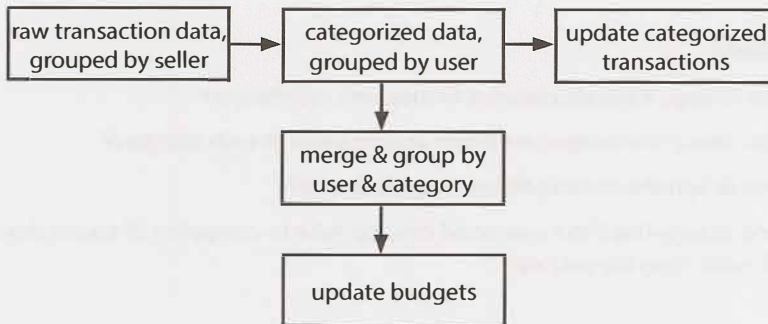 raw transaction data,
grouped by seller
categorized data,
grouped by user
update categorized
transactions
merge & group by
user & category
update budgets